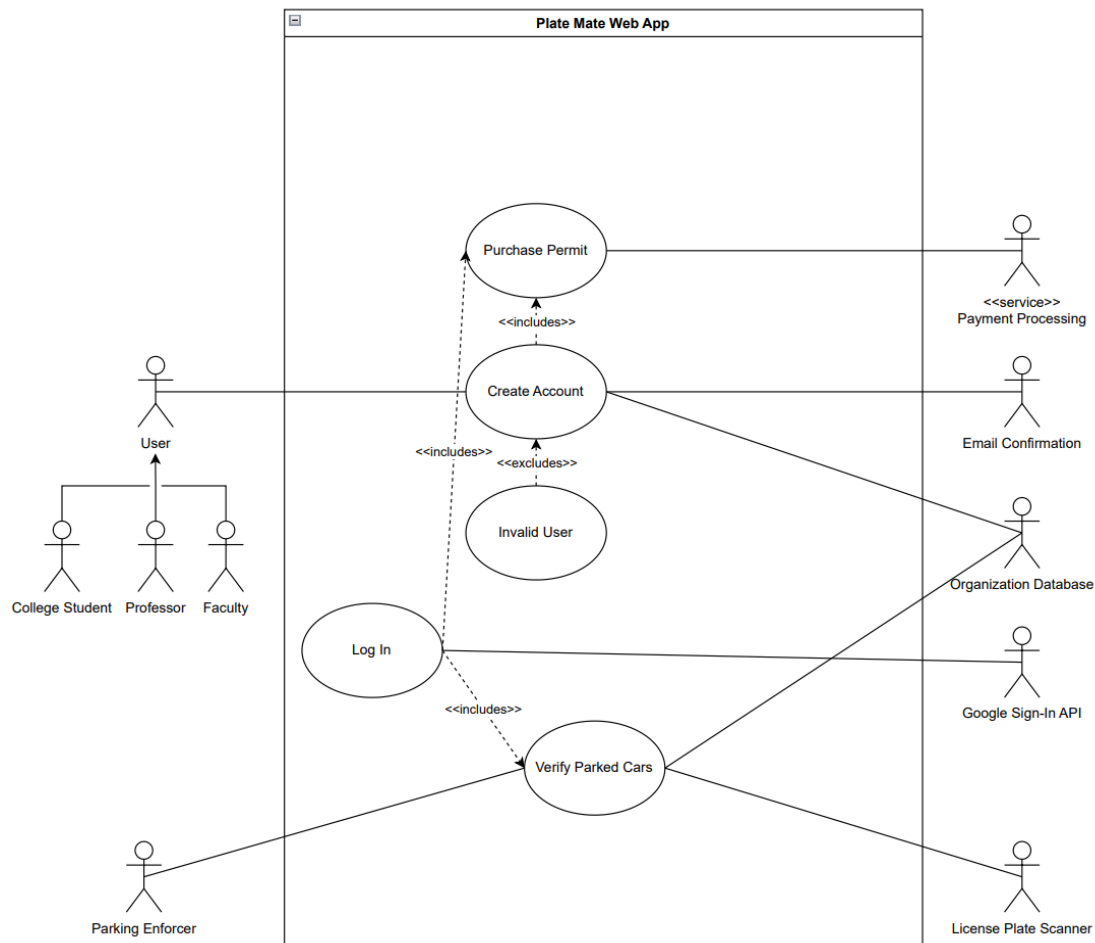 Plate Mate Web App
Purchase Permit
<<service>>
Payment Processing
<<includes>>
Create Account
User
Email Confirmation
<<includes>>
<<excludes>>
Invalid User
College Student
Professor
Faculty
Organization Database
Log In
Google Sign-In API
<<includes>>
Verify Parked Cars
Parking Enforcer
License Plate Scanner